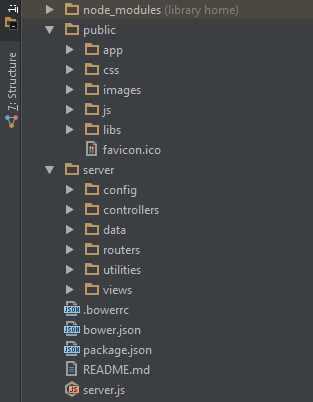 node_modules (library home)
public
app
css
images
js
libs
favicon.ico
server
config
controllers
data
routers
utilities
views
.bowerrc
bower.json
package.json
README.md
server.js
7: Structure
JSON
JSON
JSON
JS